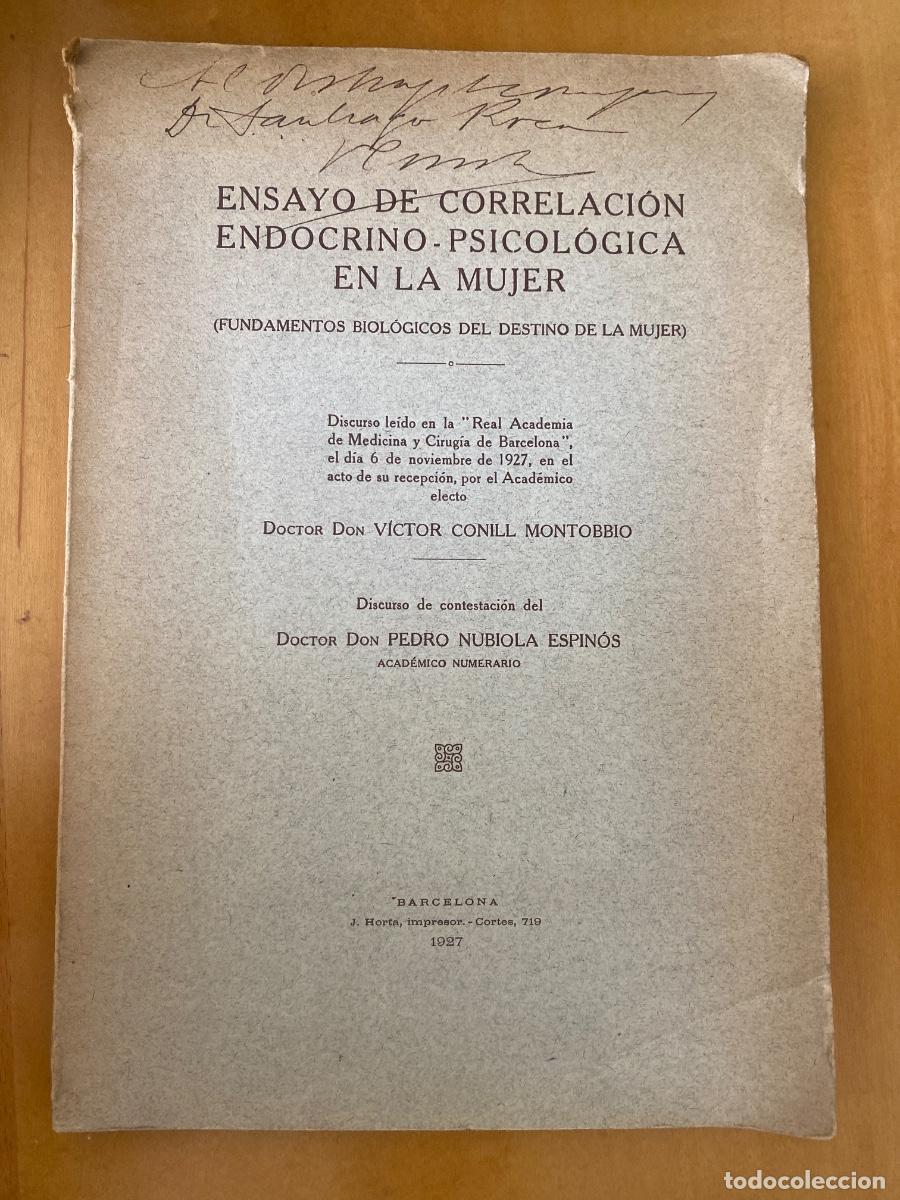 Al
Dr Santiago Roca
ENSAYO DE CORRELACIÓN
ENDOCRINO-PSICOLÓGICA
EN LA MUJER
(FUNDAMENTOS BIOLÓGICOS DEL DESTINO DE LA MUJER)
Discurso leído en la "Real Academia
de Medicina y Cirugía de Barcelona",
el día 6 de noviembre de 1927, en el
acto de su recepción, por el Académico
electo
DOCTOR DON VÍCTOR CONILL MONTOBBIO
Discurso de contestación del
DOCTOR DON PEDRO NUBIOLA ESPINÓS
ACADÉMICO NUMERARIO
BARCELONA
J. Horta, impresor. - Cortes, 719
1927
todocoleccion